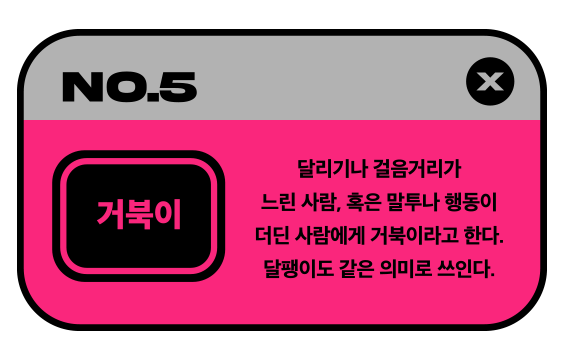 NO.5
X
거북이
달리기나 걸음거리가
느린 사람, 혹은 말투나 행동이
더딘 사람에게 거북이라고 한다.
달팽이도 같은 의미로 쓰인다.